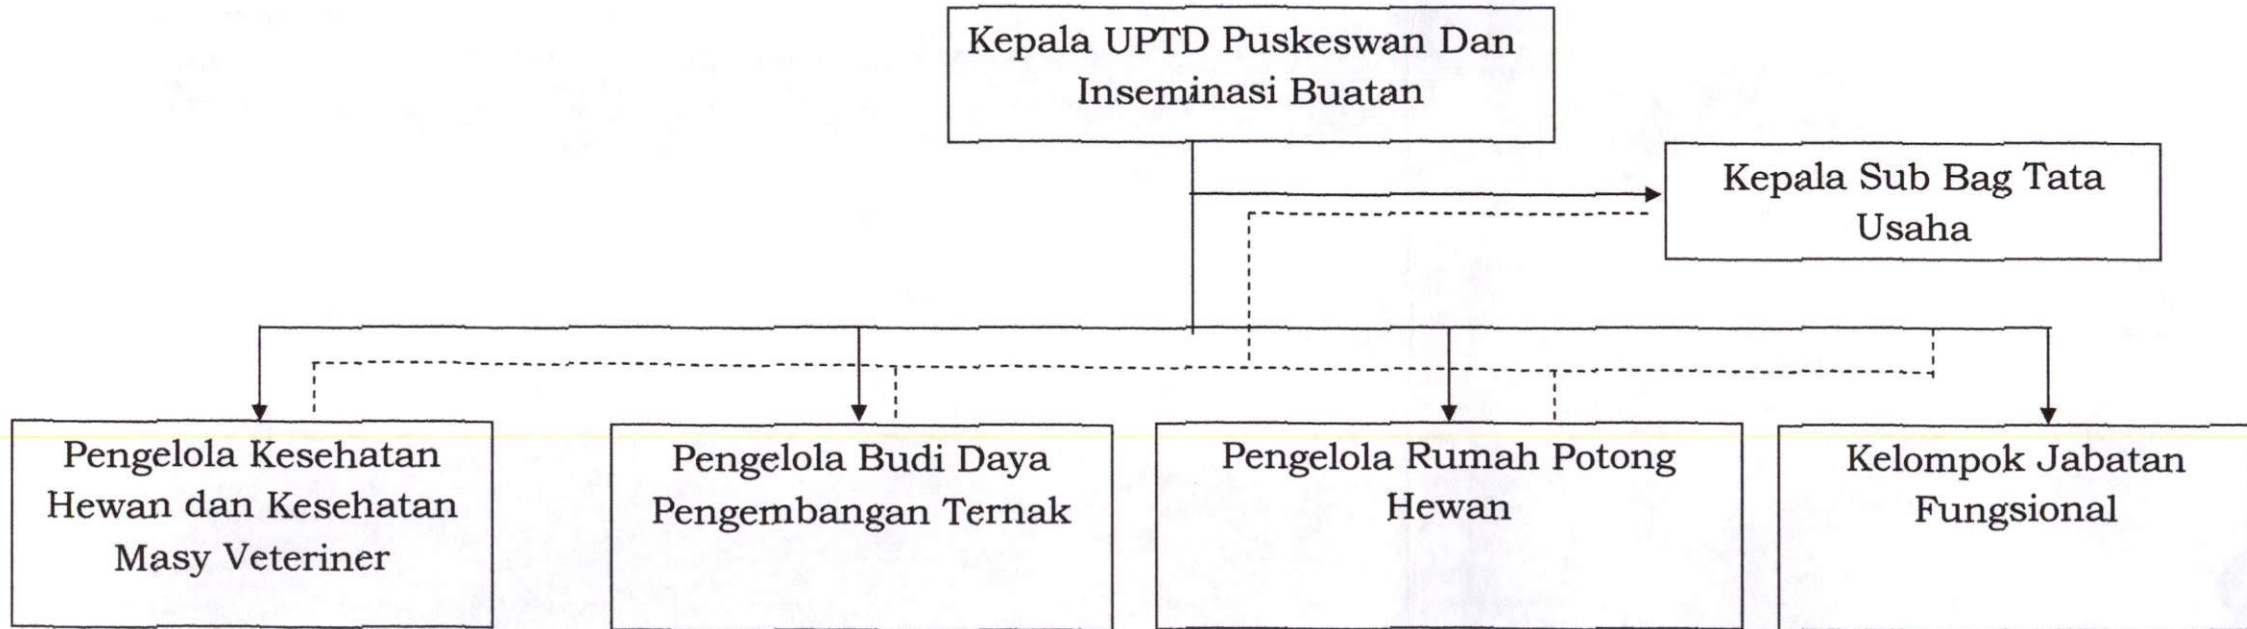 Kepala UPTD Puskeswan Dan
Inseminasi Buatan
Kepala Sub Bag Tata
Usaha
Pengelola Kesehatan
Hewan dan Kesehatan
Masy Veteriner
Pengelola Budi Daya
Pengembangan Ternak
Pengelola Rumah Potong
Hewan
Kelompok Jabatan
Fungsional